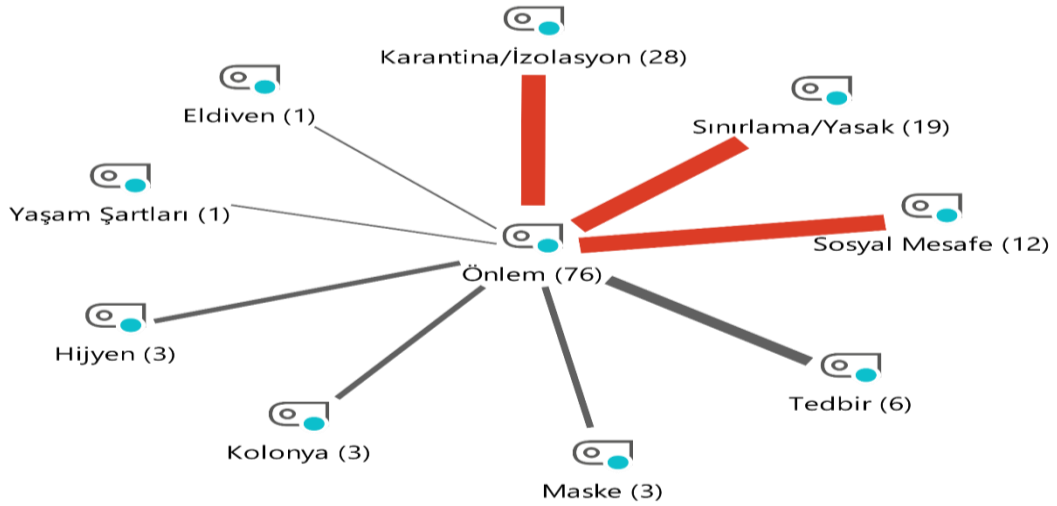 Karantina/İzolasyon (28)
Eldiven (1)
Sınırlama/Yasak (19)
Yaşam Şartları (1)
Sosyal Mesafe (12)
Önlem (76)
Hijyen (3)
Tedbir (6)
Kolonya (3)
Maske (3)